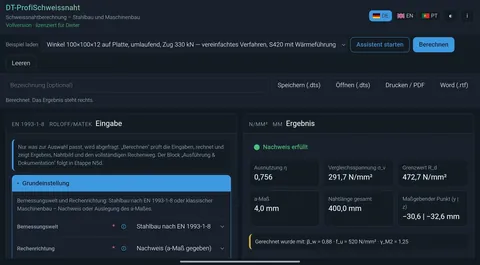 DT-ProfiSchweissnaht
Schweissnahtberechnung – Stahlbau und Maschinenbau
Vollversion · lizenziert für Dieter
DE EN PT
Beispiel laden Winkel 100×100×12 auf Platte, umlaufend, Zug 330 kN — vereinfachtes Verfahren, S420 mit Wärmeführung Assistent starten Berechnen
Leeren
Bezeichnung (optional) Speichern (.dts) Öffnen (.dts) Drucken / PDF Word (.rtf)
Berechnet. Das Ergebnis steht rechts.
EN 1993-1-8 ROLOFF/MATEK Eingabe
Nur was zur Auswahl passt, wird abgefragt. „Berechnen“ prüft die Eingaben, rechnet
und zeigt Ergebnis, Nahtbild und den vollständigen Rechenweg. Der Block „Ausführung &
Dokumentation“ folgt in Etappe N5d.
Grundeinstellung
Bemessungswelt und Rechenrichtung: Stahlbau nach EN 1993-1-8 oder klassischer
Maschinenbau – Nachweis oder Auslegung des a-Maßes.
Bemessungswelt * Stahlbau nach EN 1993-1-8
Rechenrichtung * Nachweis (a-Maß gegeben)
N/MM² · MM Ergebnis
Nachweis erfüllt
Ausnutzung η
0,756
Vergleichsspannung σ_v
291,7 N/mm²
Grenzwert R_d
472,7 N/mm²
a-Maß
4,0 mm
Nahtlänge gesamt
400,0 mm
Maßgebender Punkt (y | z)
−30,6 | −32,6 mm
Gerechnet wurde mit: β_w = 0,88 · f_u = 520 N/mm² · γ_M2 = 1,25